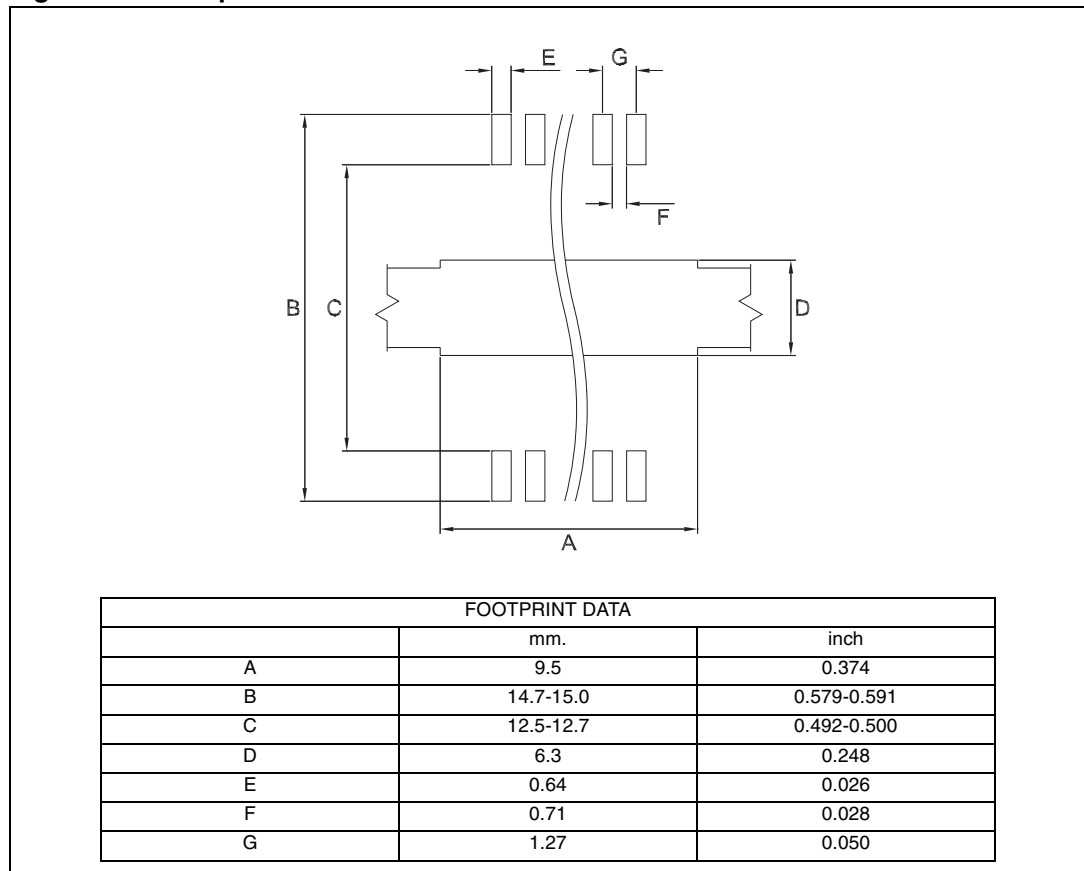 E G
F
B C D
A
FOOTPRINT DATA
mm. inch
A 9.5 0.374
B 14.7-15.0 0.579-0.591
C 12.5-12.7 0.492-0.500
D 6.3 0.248
E 0.64 0.026
F 0.71 0.028
G 1.27 0.050